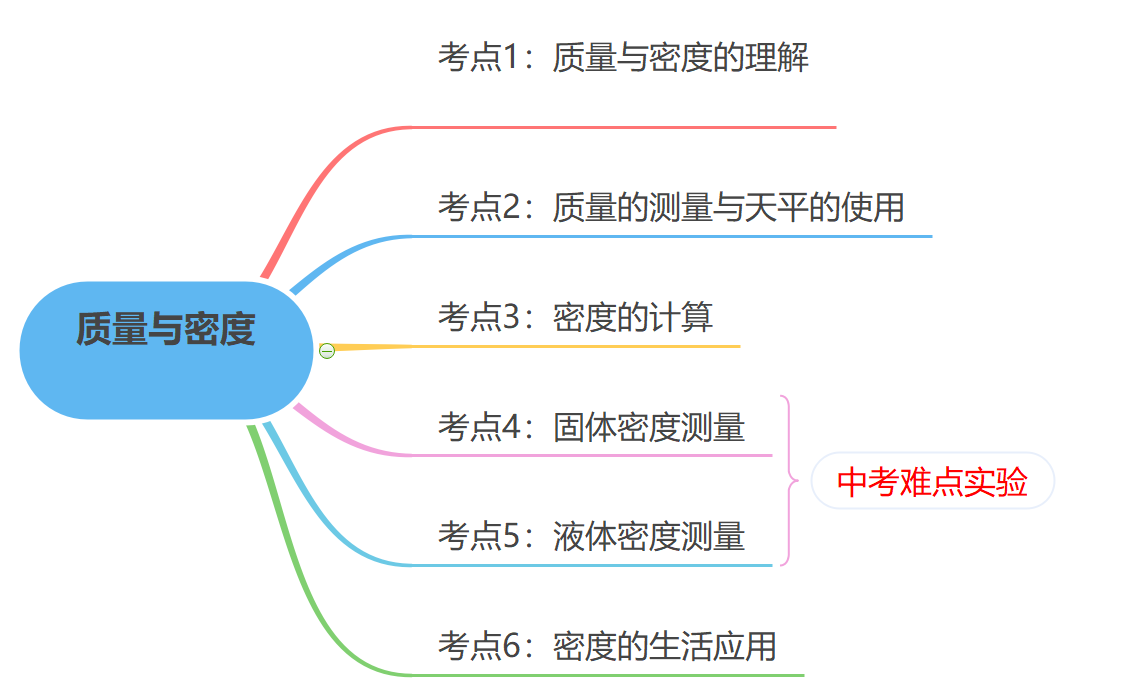 质量与密度
考点1：质量与密度的理解
考点2：质量的测量与天平的使用
考点3：密度的计算
考点4：固体密度测量
考点5：液体密度测量
中考难点实验
考点6：密度的生活应用